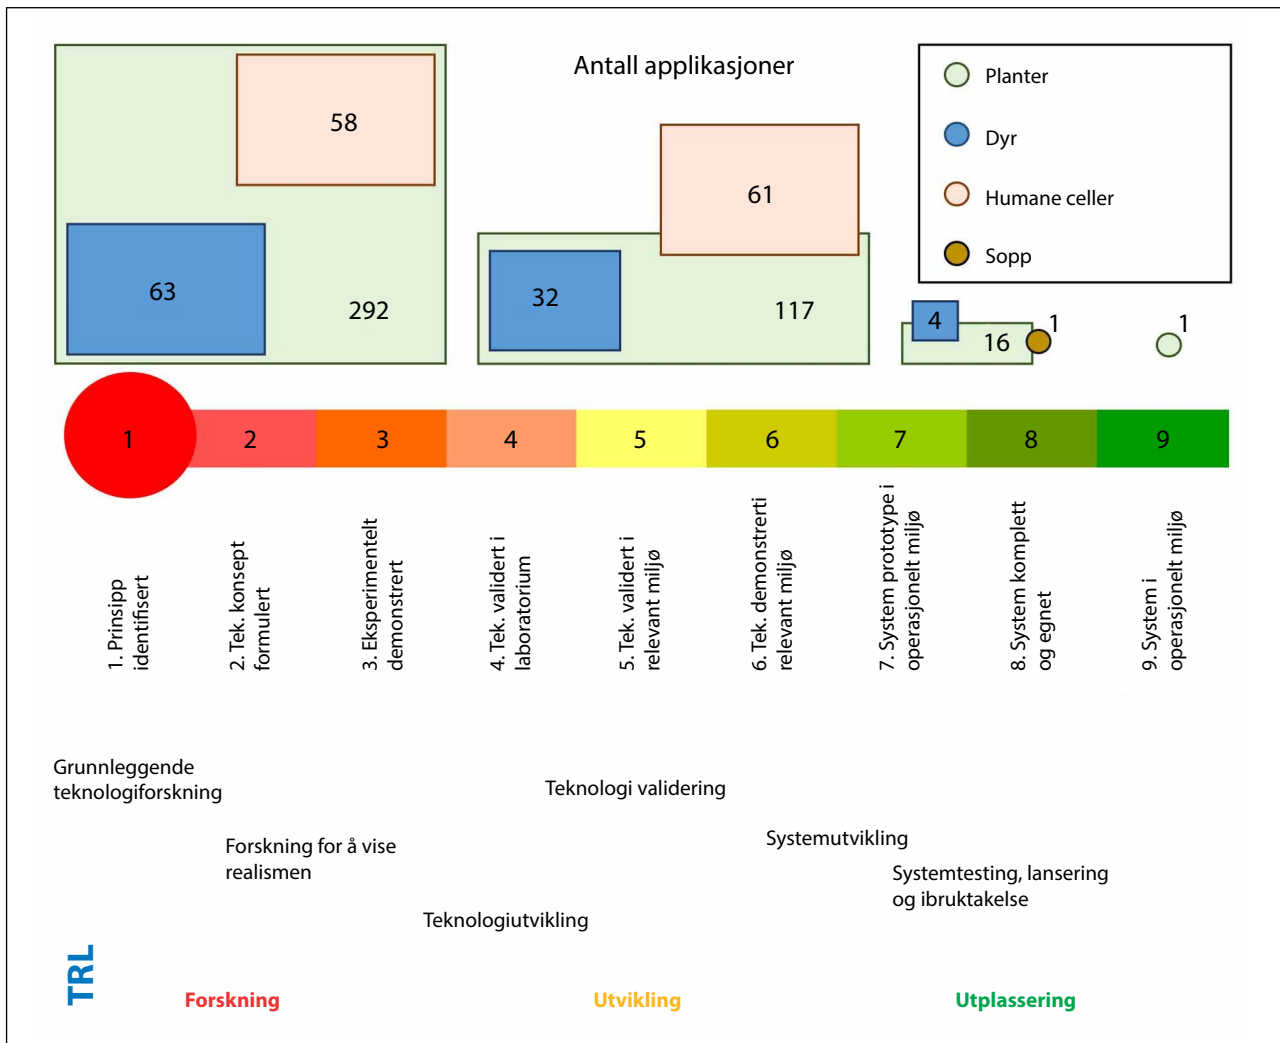 Antall applikasjoner
58
63
292
61
32
117
4
16
1
1
Planter
Dyr
Humane celler
Sopp
1
2
3
4
5
6
7
8
9
1. Prinsipp
identifisert
2. Tek. konsept
formulert
3. Eksperimentelt
demonstrert
4. Tek. validert i
laboratorium
5. Tek. validert i
relevant miljø
6. Tek. demonstrerti
relevant miljø
7. System prototype i
operasjonelt miljø
8. System komplett
og egnet
9. System i
operasjonelt miljø
Grunnleggende
teknologiforskning
Forskning for å vise
realismen
Teknologiutvikling
Teknologi validering
Systemutvikling
Systemtesting, lansering
og ibruktakelse
TRL
Forskning
Utvikling
Utplassering